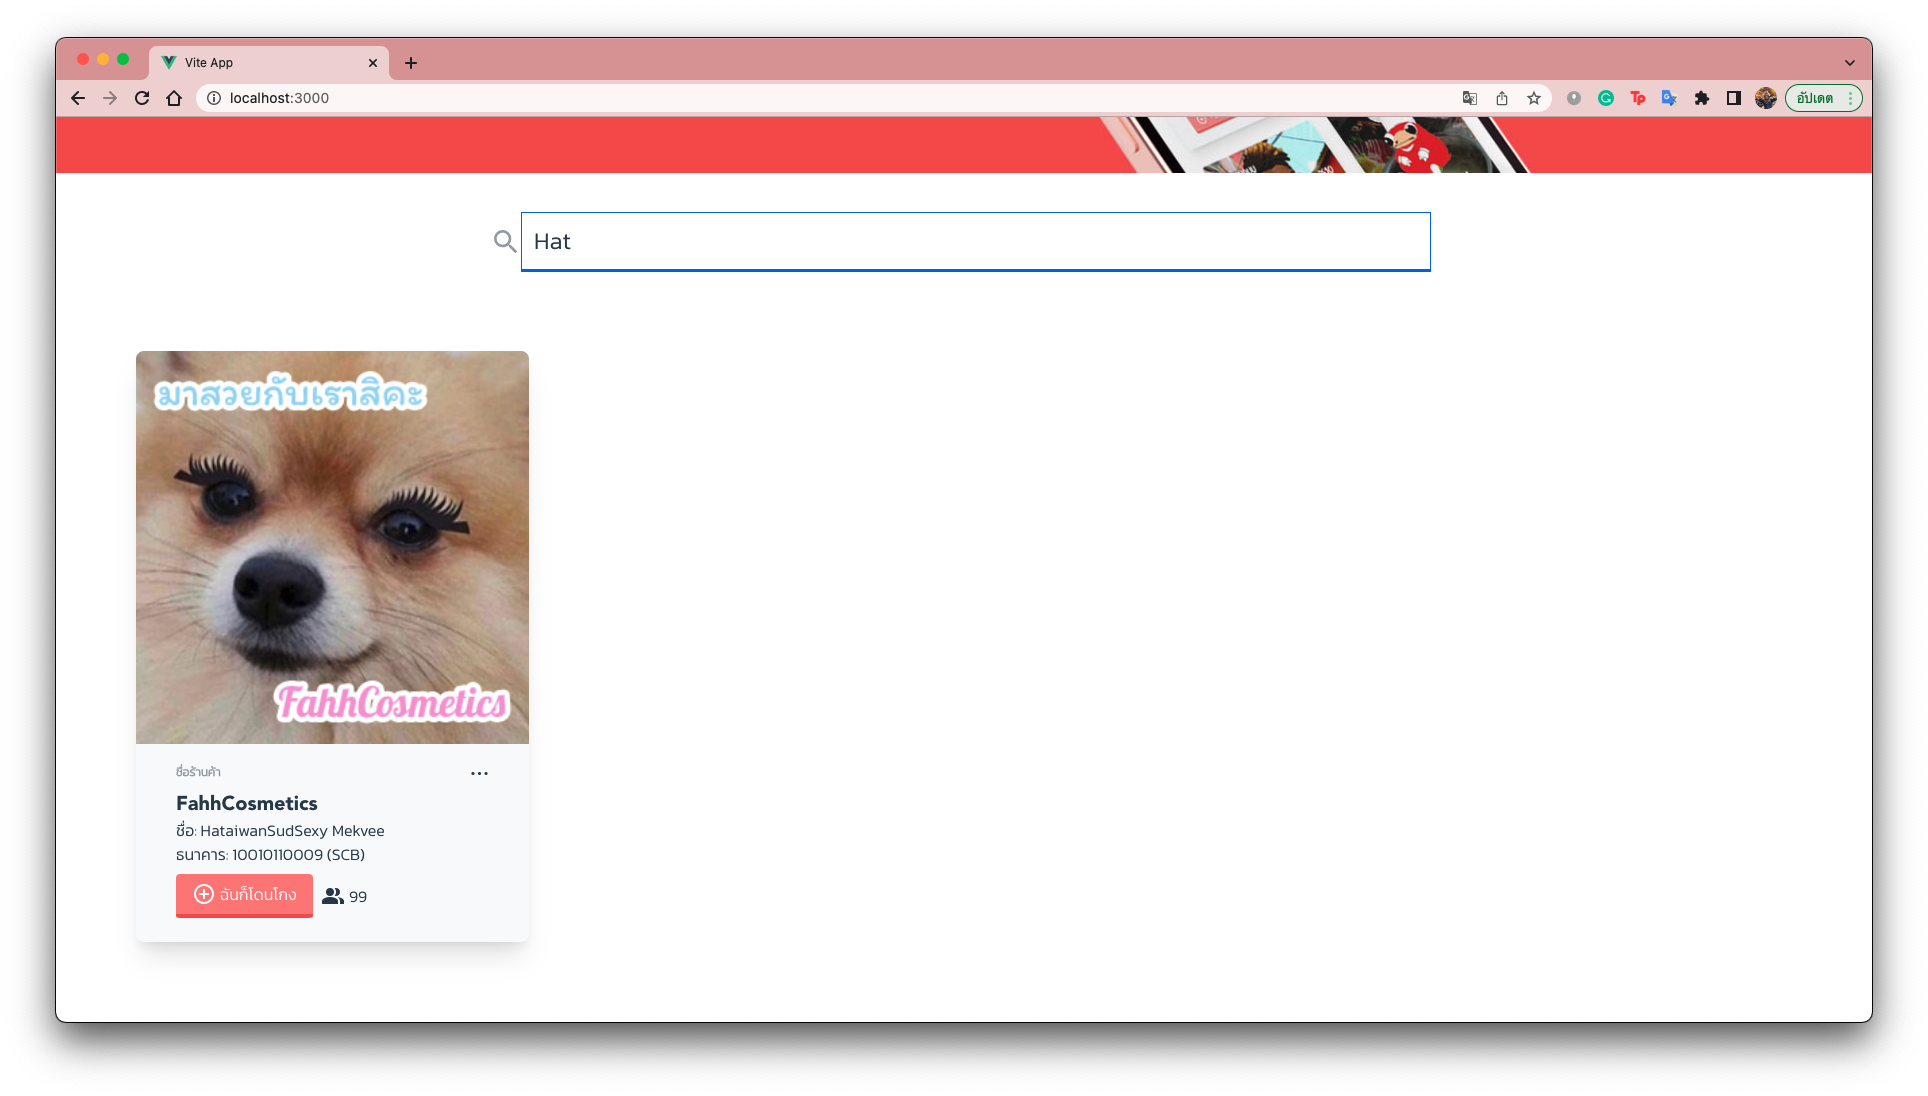 Vite App
localhost:3000
อัปเดต
Hat
มาสวยกับเราสิคะ
FahhCosmetics
ชื่อร้านค้า
FahhCosmetics
ชื่อ: HataiwanSudSexy Mekvee
ธนาคาร: 10010110009 (SCB)
ฉันก็โดนโกง
99